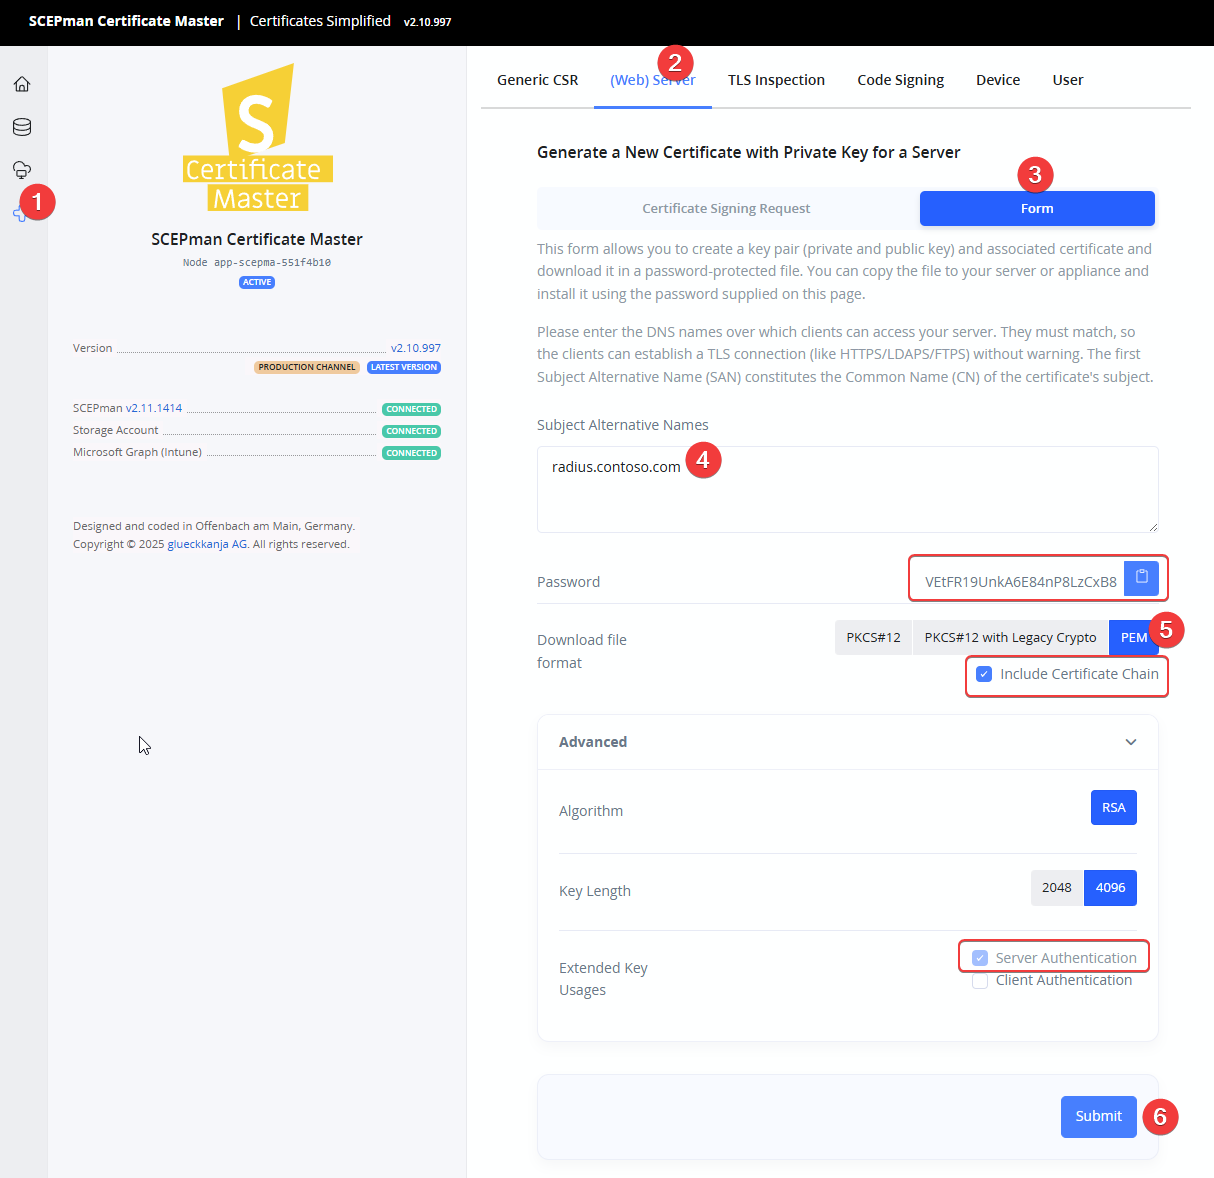 SCEPman Certificate Master | Certificates Simplified v2.10.997
1
S
Certificate
Master
SCEPman Certificate Master
Node app-scepma-551f4b10
ACTIVE
Version v2.10.997
PRODUCTION CHANNEL LATEST VERSION
SCEPman v2.11.1414 CONNECTED
Storage Account CONNECTED
Microsoft Graph (Intune) CONNECTED
Designed and coded in Offenbach am Main, Germany.
Copyright © 2025 glueckkanja AG. All rights reserved.
2
Generic CSR (Web) Server TLS Inspection Code Signing Device User
Generate a New Certificate with Private Key for a Server
3
Certificate Signing Request Form
This form allows you to create a key pair (private and public key) and associated certificate and
download it in a password-protected file. You can copy the file to your server or appliance and
install it using the password supplied on this page.
Please enter the DNS names over which clients can access your server. They must match, so
the clients can establish a TLS connection (like HTTPS/LDAPS/FTPS) without warning. The first
Subject Alternative Name (SAN) constitutes the Common Name (CN) of the certificate's subject.
Subject Alternative Names
radius.contoso.com 4
Password VEtFR19UnkA6E84nP8LzCxB8
Download file
format
PKCS#12 PKCS#12 with Legacy Crypto PEM 5
Include Certificate Chain
Advanced
Algorithm RSA
Key Length 2048 4096
Extended Key
Usages
Server Authentication
Client Authentication
Submit 6